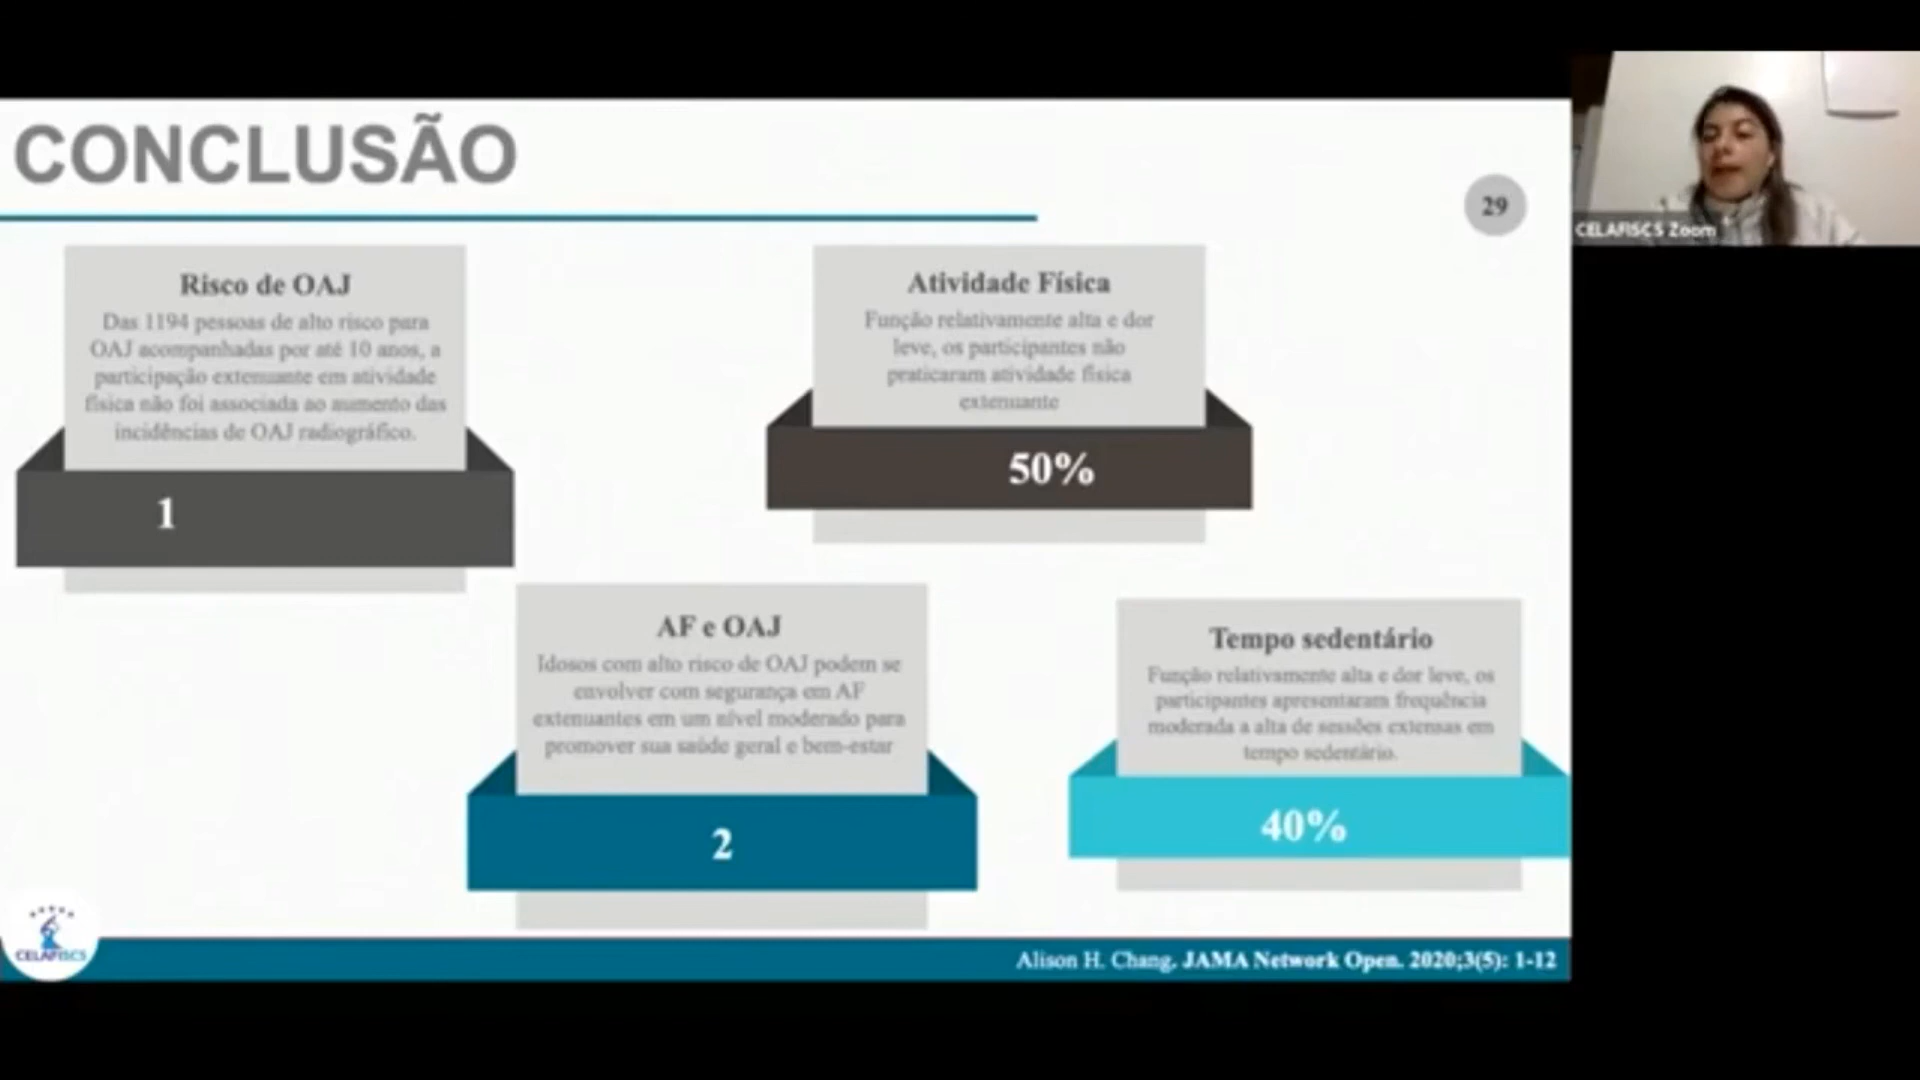 CONCLUSÃO
29
CELAFISCS Zoom
Risco de OAJ
Das 1194 pessoas de alto risco para
OAJ acompanhadas por até 10 anos, a
participação extenuante em atividade
física não foi associada ao aumento das
incidências de OAJ radiográfico.
1
Atividade Física
Função relativamente alta e dor
leve, os participantes não
praticaram atividade física
extenuante
50%
AF e OAJ
Idosos com alto risco de OAJ podem se
envolver com segurança em AF
extenuantes em um nível moderado para
promover sua saúde geral e bem-estar
2
Tempo sedentário
Função relativamente alta e dor leve, os
participantes apresentaram frequência
moderada a alta de sessões extensas em
tempo sedentário.
40%
CELAFISCS
Alison H. Chang. JAMA Network Open. 2020;3(5): 1-12